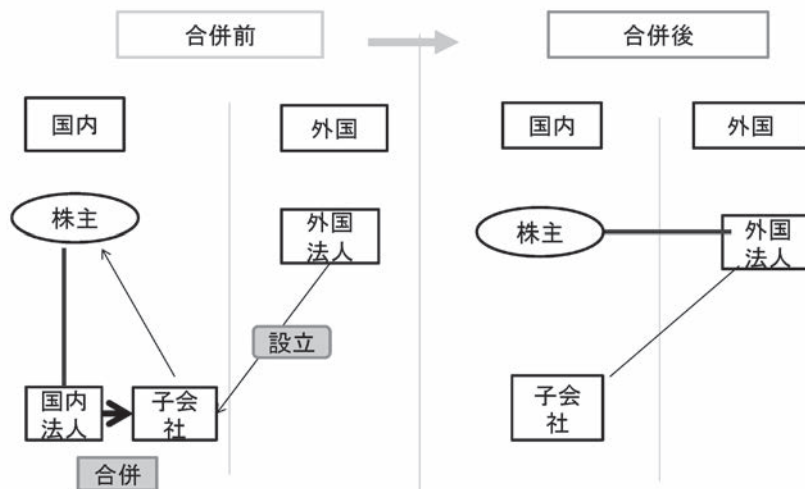 合併前
合併後
国内
外国
国内
外国
株主
外国
法人
株主
外国
法人
設立
国内
法人
子会
社
子会
社
合併